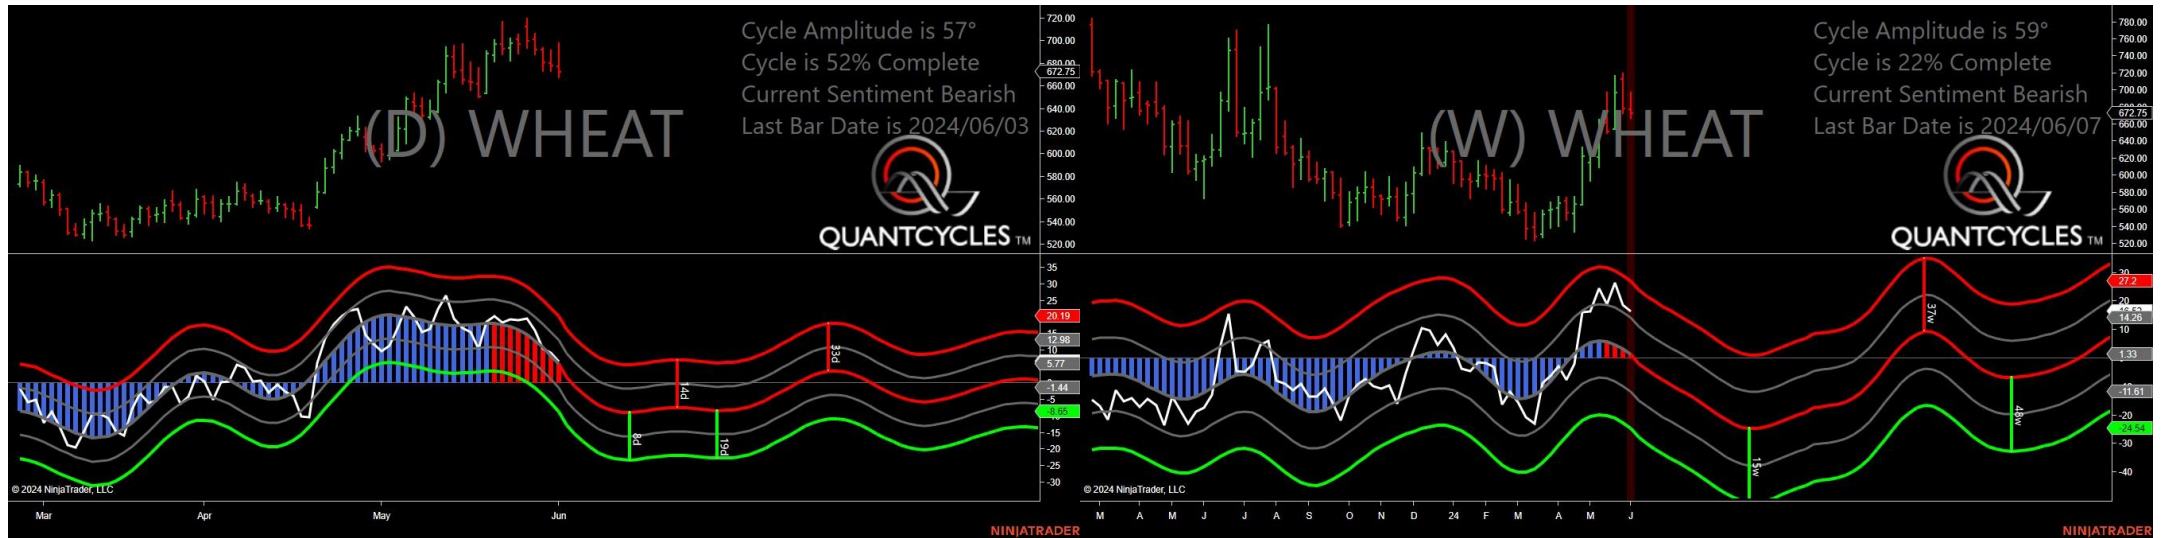 Cycle Amplitude is 57°
Cycle is 52% Complete
Current Sentiment Bearish
Last Bar Date is 2024/06/03
(D) WHEAT
QUANTCYCLES TM
720.00
700.00
680.00
672.75
660.00
640.00
620.00
600.00
580.00
560.00
540.00
520.00
35
30
25
20.19
15
12.98
10
5.77
-1.44
-5
-8.65
-15
-20
-25
-30
8d
14d
19d
33d
© 2024 NinjaTrader, LLC
Mar Apr May Jun
NINJATRADER
Cycle Amplitude is 59°
Cycle is 22% Complete
Current Sentiment Bearish
Last Bar Date is 2024/06/07
(W) WHEAT
QUANTCYCLES TM
780.00
760.00
740.00
720.00
700.00
672.75
660.00
640.00
620.00
600.00
580.00
560.00
540.00
520.00
30
27.2
20
14.26
10
1.33
-11.61
-20
-24.54
-30
-40
15w
37w
48w
© 2024 NinjaTrader, LLC
M A M J J A S O N D 24 F M A M J
NINJATRADER